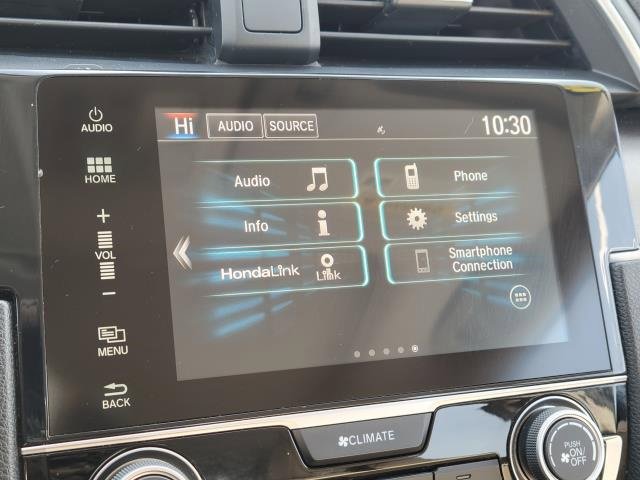 AUDIO
HOME
+
VOL
−
MENU
BACK
Hi AUDIO SOURCE 10:30
Audio
Phone
Info
Settings
HondaLink Link
Smartphone
Connection
CLIMATE
PUSH
ON/
OFF